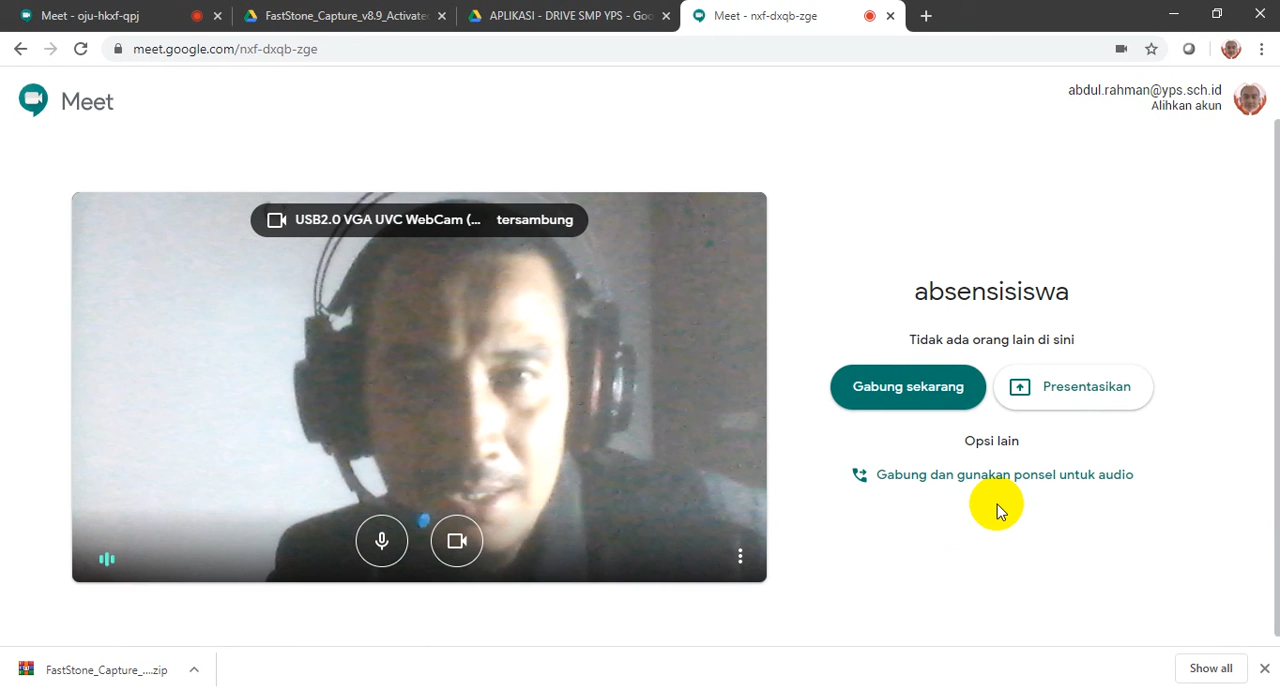 Meet - oju-hkxf-qpj
FastStone_Capture_v8.9_Activate
APLIKASI - DRIVE SMP YPS - Goo
Meet - nxf-dxqb-zge
meet.google.com/nxf-dxqb-zge
Meet
abdul.rahman@yps.sch.id
Alihkan akun
USB2.0 VGA UVC WebCam (... tersambung
absensisiswa
Tidak ada orang lain di sini
Gabung sekarang
Presentasikan
Opsi lain
Gabung dan gunakan ponsel untuk audio
FastStone_Capture_....zip
Show all